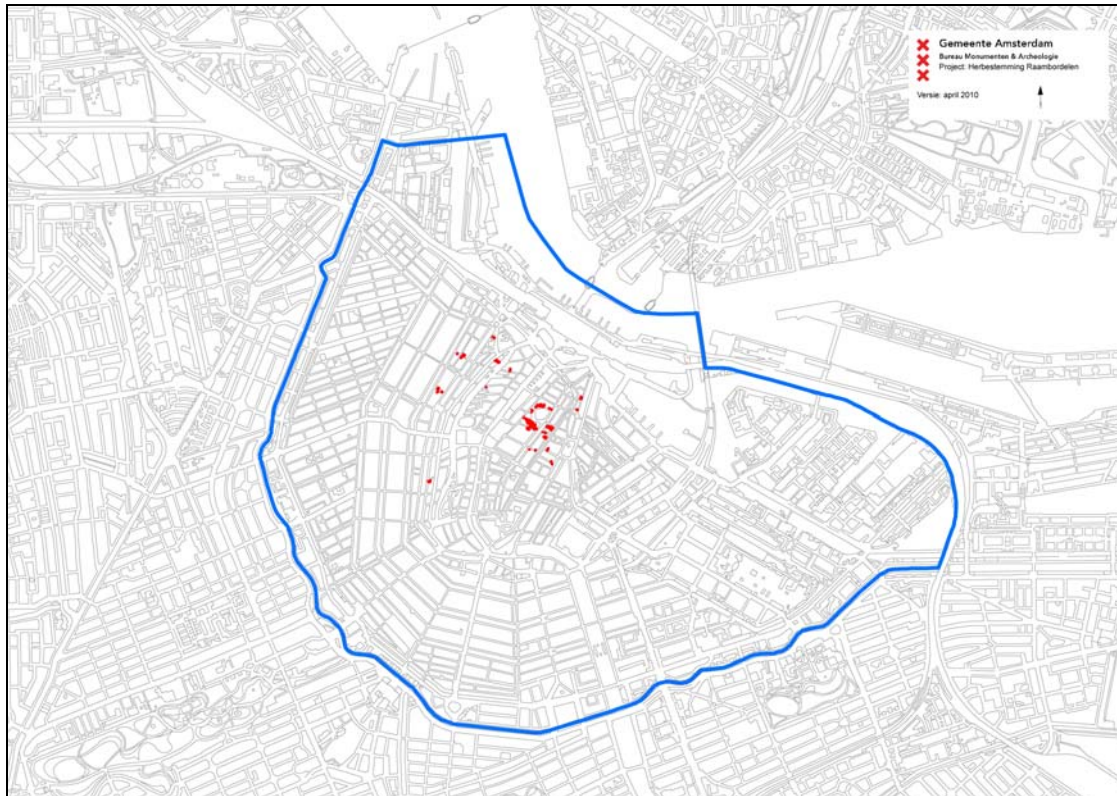 Gemeente Amsterdam
Bureau Monumenten & Archeologie
Project: Herbestemming Raambordelen
Versie: april 2010